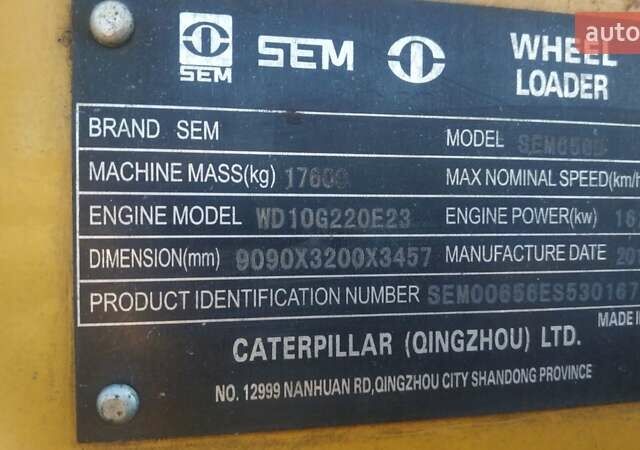 auto
SEM SEM WHEEL LOADER
BRAND SEM MODEL
MACHINE MASS(kg) MAX NOMINAL SPEED(km/h
ENGINE MODEL WD10G220E23 ENGINE POWER(kw)
DIMENSION(mm) 9090X3200X3457 MANUFACTURE DATE
PRODUCT IDENTIFICATION NUMBER
MADE
CATERPILLAR (QINGZHOU) LTD.
NO. 12999 NANHUAN RD,QINGZHOU CITY SHANDONG PROVINCE